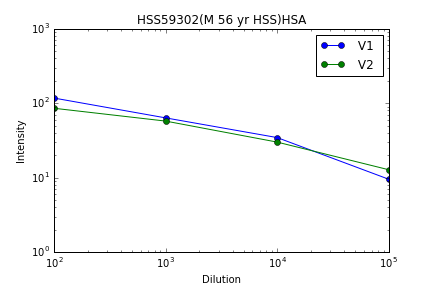 HSS59302(M 56 yr HSS)HSA
V1
V2
Intensity
10³
10²
10¹
10⁰
10² 10³ 10⁴ 10⁵
Dilution